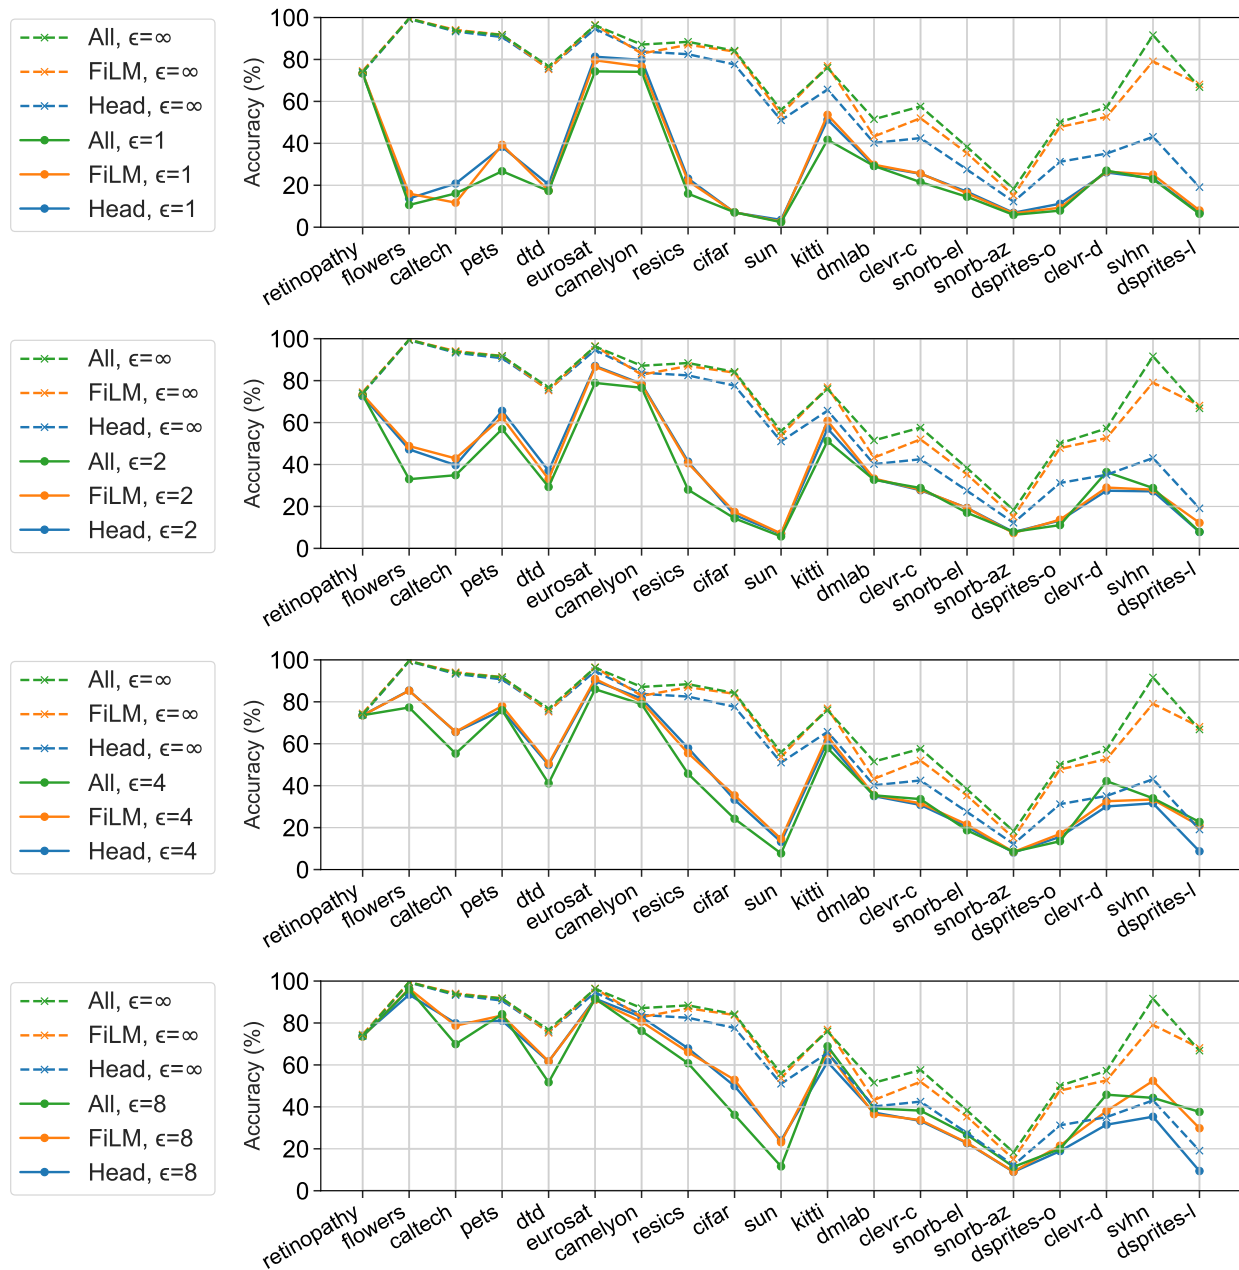 All, ϵ=∞
FiLM, ϵ=∞
Head, ϵ=∞
All, ϵ=1
FiLM, ϵ=1
Head, ϵ=1
Accuracy (%)
100
80
60
40
20
0
retinopathy
flowers
caltech
pets
dtd
eurosat
camelyon
resics
cifar
sun
kitti
dmlab
clevr-c
snorb-el
snorb-az
dsprites-o
clevr-d
svhn
dsprites-l
All, ϵ=∞
FiLM, ϵ=∞
Head, ϵ=∞
All, ϵ=2
FiLM, ϵ=2
Head, ϵ=2
Accuracy (%)
100
80
60
40
20
0
retinopathy
flowers
caltech
pets
dtd
eurosat
camelyon
resics
cifar
sun
kitti
dmlab
clevr-c
snorb-el
snorb-az
dsprites-o
clevr-d
svhn
dsprites-l
All, ϵ=∞
FiLM, ϵ=∞
Head, ϵ=∞
All, ϵ=4
FiLM, ϵ=4
Head, ϵ=4
Accuracy (%)
100
80
60
40
20
0
retinopathy
flowers
caltech
pets
dtd
eurosat
camelyon
resics
cifar
sun
kitti
dmlab
clevr-c
snorb-el
snorb-az
dsprites-o
clevr-d
svhn
dsprites-l
All, ϵ=∞
FiLM, ϵ=∞
Head, ϵ=∞
All, ϵ=8
FiLM, ϵ=8
Head, ϵ=8
Accuracy (%)
100
80
60
40
20
0
retinopathy
flowers
caltech
pets
dtd
eurosat
camelyon
resics
cifar
sun
kitti
dmlab
clevr-c
snorb-el
snorb-az
dsprites-o
clevr-d
svhn
dsprites-l